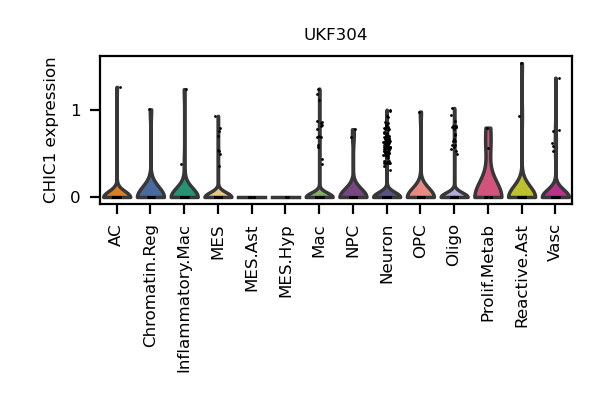 UKF304
CHIC1 expression
1
0
AC
Chromatin.Reg
Inflammatory.Mac
MES
MES.Ast
MES.Hyp
Mac
NPC
Neuron
OPC
Oligo
Prolif.Metab
Reactive.Ast
Vasc